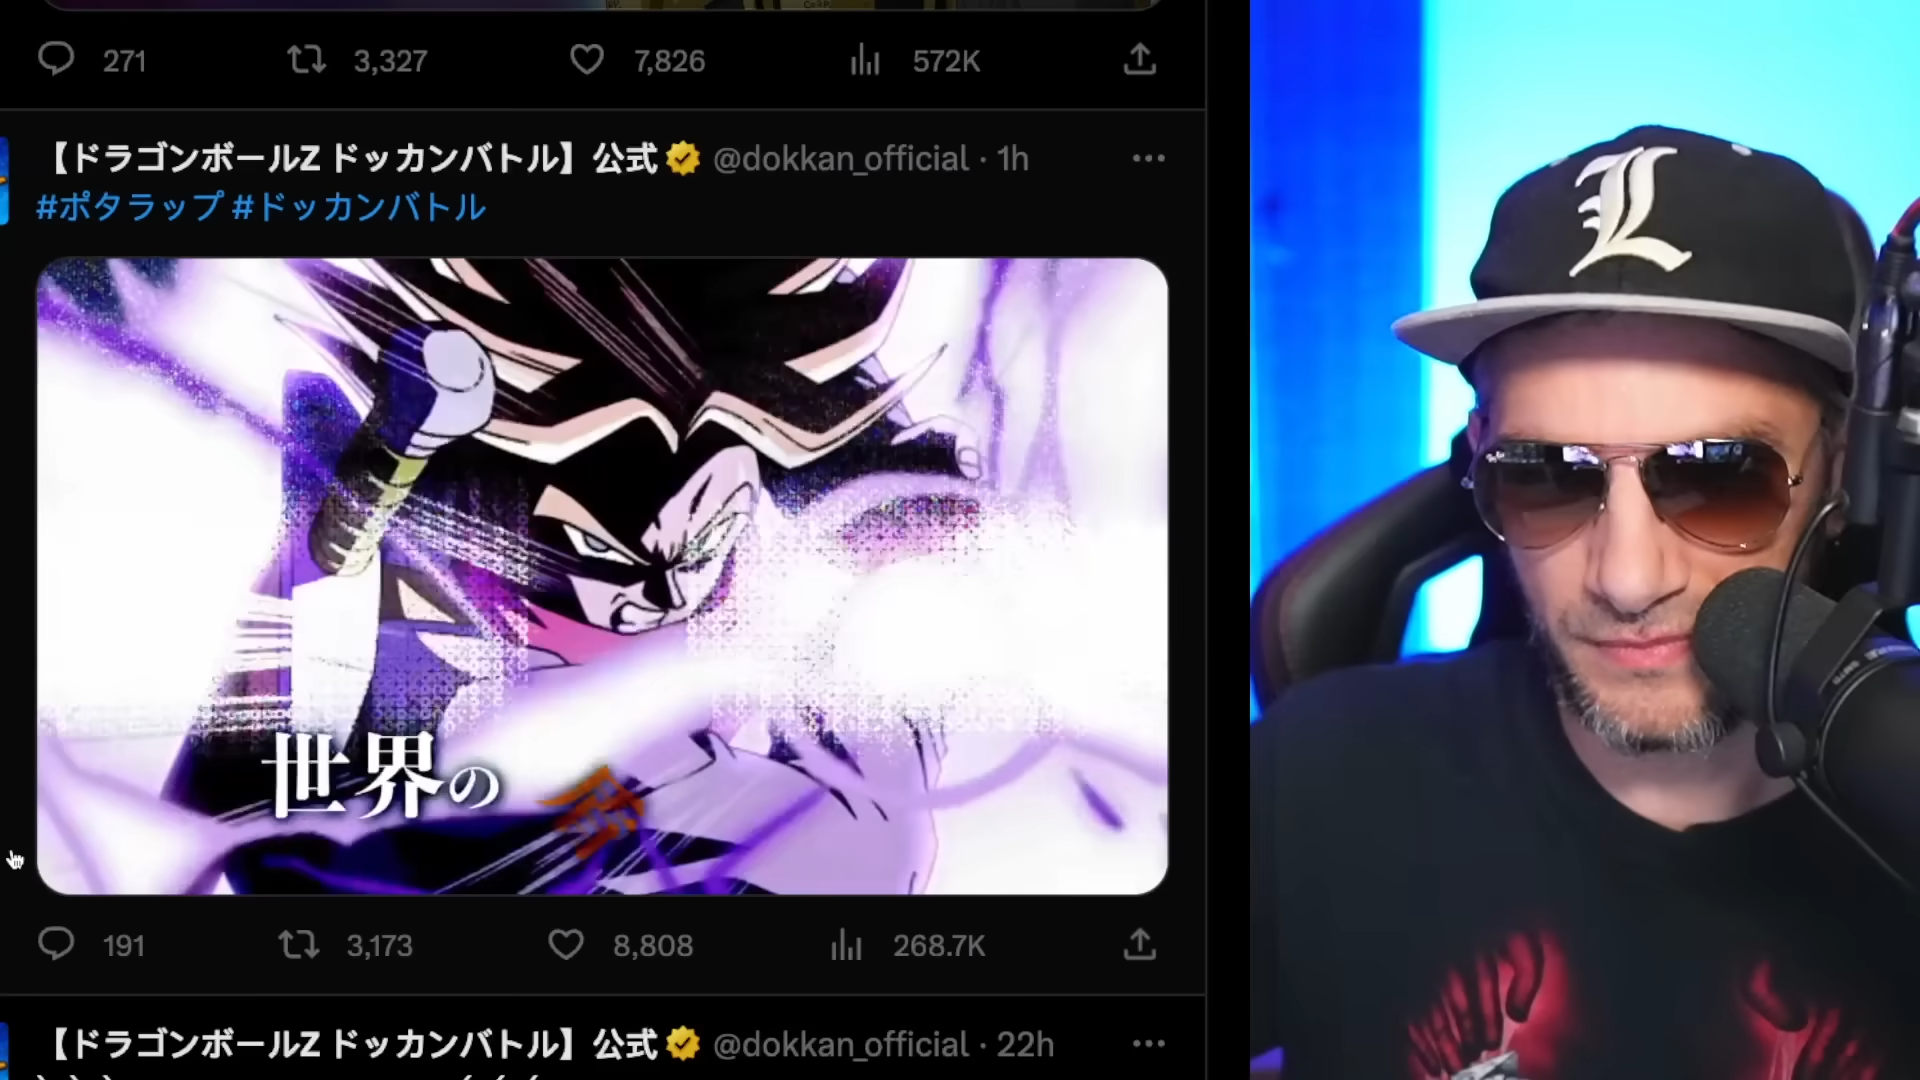 271 3,327 7,826 572K
【ドラゴンボールZ ドッカンバトル】公式 @dokkan_official · 1h
#ポタラップ #ドッカンバトル
世界の
191 3,173 8,808 268.7K
【ドラゴンボールZ ドッカンバトル】公式 @dokkan_official · 22h
L